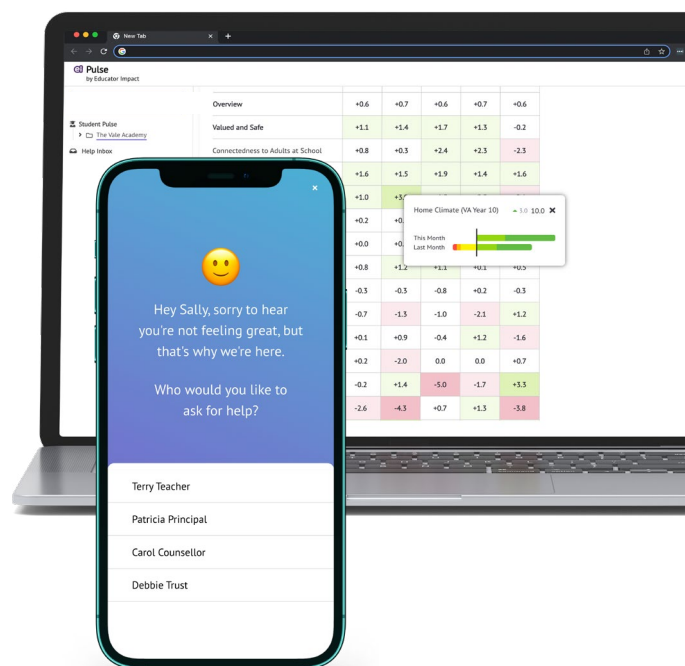 New Tab
Pulse
by Educator Impact
Student Pulse
The Vale Academy
Help Inbox
Overview +0.6 +0.7 +0.6 +0.7 +0.6
Valued and Safe +1.1 +1.4 +1.7 +1.3 -0.2
Connectedness to Adults at School +0.8 +0.3 +2.4 +2.3 -2.3
+1.6 +1.5 +1.9 +1.4 +1.6
+1.0
+0.2
+0.0
+0.8 +1.2 +1.1 +0.1 +0.5
-0.3 -0.3 -0.8 +0.2 -0.3
-0.7 -1.3 -1.0 -2.1 +1.2
+0.1 +0.9 -0.4 +1.2 -1.6
+0.2 -2.0 0.0 0.0 +0.7
-0.2 +1.4 -5.0 -1.7 +3.3
-2.6 -4.3 +0.7 +1.3 -3.8
Home Climate (VA Year 10) 3.0 10.0
This Month
Last Month
Hey Sally, sorry to hear
you're not feeling great, but
that's why we're here.
Who would you like to
ask for help?
Terry Teacher
Patricia Principal
Carol Counsellor
Debbie Trust